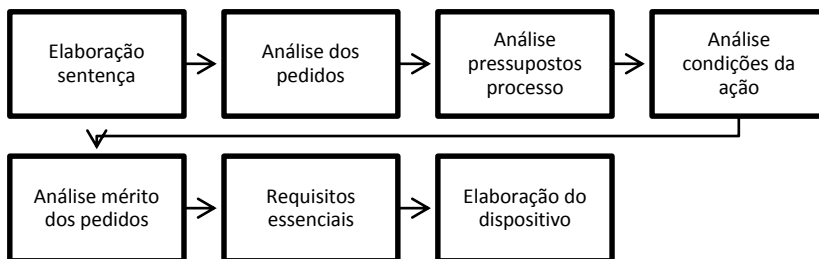 Elaboração
sentença
Análise dos
pedidos
Análise
pressupostos
processo
Análise
condições da
ação
Análise mérito
dos pedidos
Requisitos
essenciais
Elaboração do
dispositivo